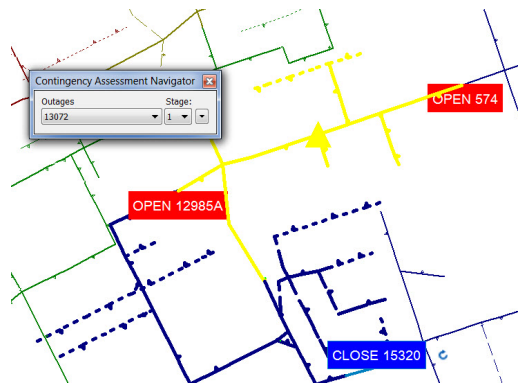 Contingency Assessment Navigator
Outages
Stage:
13072
1
OPEN 574
OPEN 12985A
CLOSE 15320